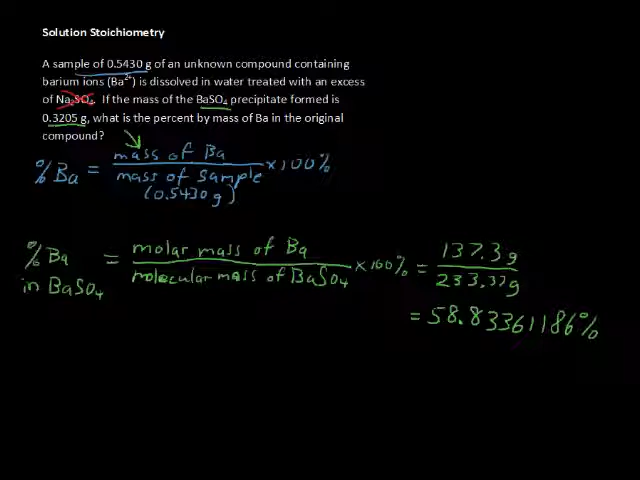 Solution Stoichiometry
A sample of 0.5430 g of an unknown compound containing
barium ions (Ba²⁺) is dissolved in water treated with an excess
of Na₂SO₄. If the mass of the BaSO₄ precipitate formed is
0.3205 g, what is the percent by mass of Ba in the original
compound?
% Ba = mass of Ba / mass of sample × 100%
(0.5430 g)
% Ba in BaSO₄ = molar mass of Ba / molecular mass of BaSO₄ × 100% = 137.3 g / 233.37 g
= 58.83361186%